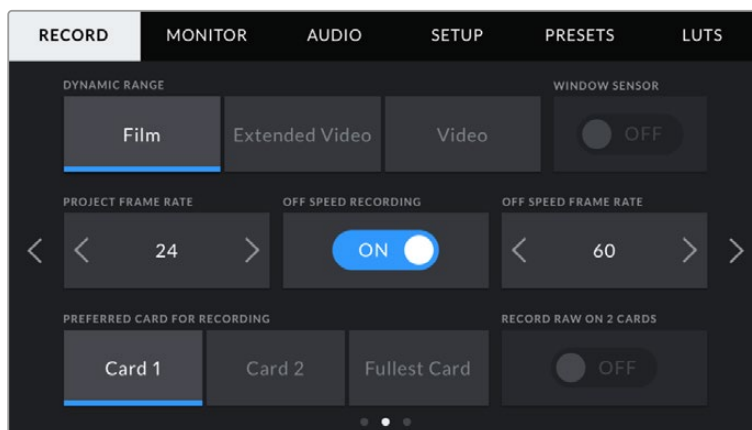 RECORD MONITOR AUDIO SETUP PRESETS LUTS
DYNAMIC RANGE WINDOW SENSOR
Film Extended Video Video OFF
PROJECT FRAME RATE OFF SPEED RECORDING OFF SPEED FRAME RATE
24 ON 60
PREFERRED CARD FOR RECORDING RECORD RAW ON 2 CARDS
Card 1 Card 2 Fullest Card OFF